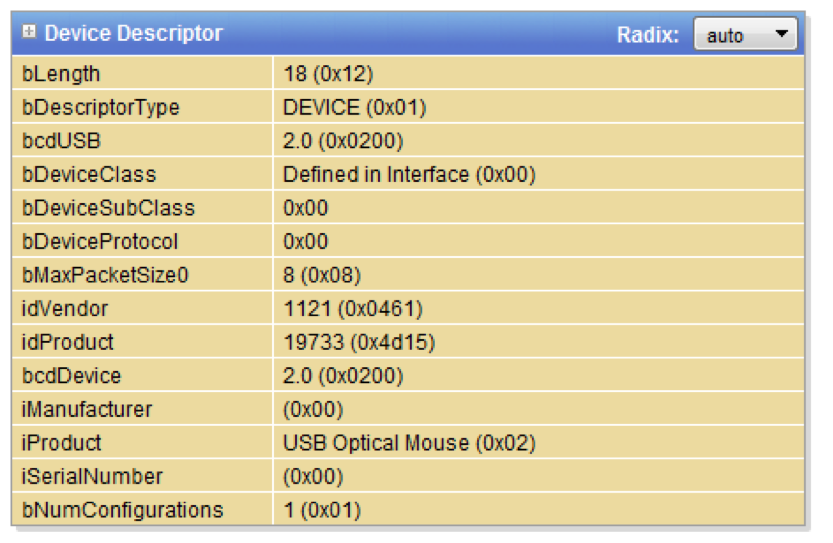 Device Descriptor Radix: auto
bLength 18 (0x12)
bDescriptorType DEVICE (0x01)
bcdUSB 2.0 (0x0200)
bDeviceClass Defined in Interface (0x00)
bDeviceSubClass 0x00
bDeviceProtocol 0x00
bMaxPacketSize0 8 (0x08)
idVendor 1121 (0x0461)
idProduct 19733 (0x4d15)
bcdDevice 2.0 (0x0200)
iManufacturer (0x00)
iProduct USB Optical Mouse (0x02)
iSerialNumber (0x00)
bNumConfigurations 1 (0x01)